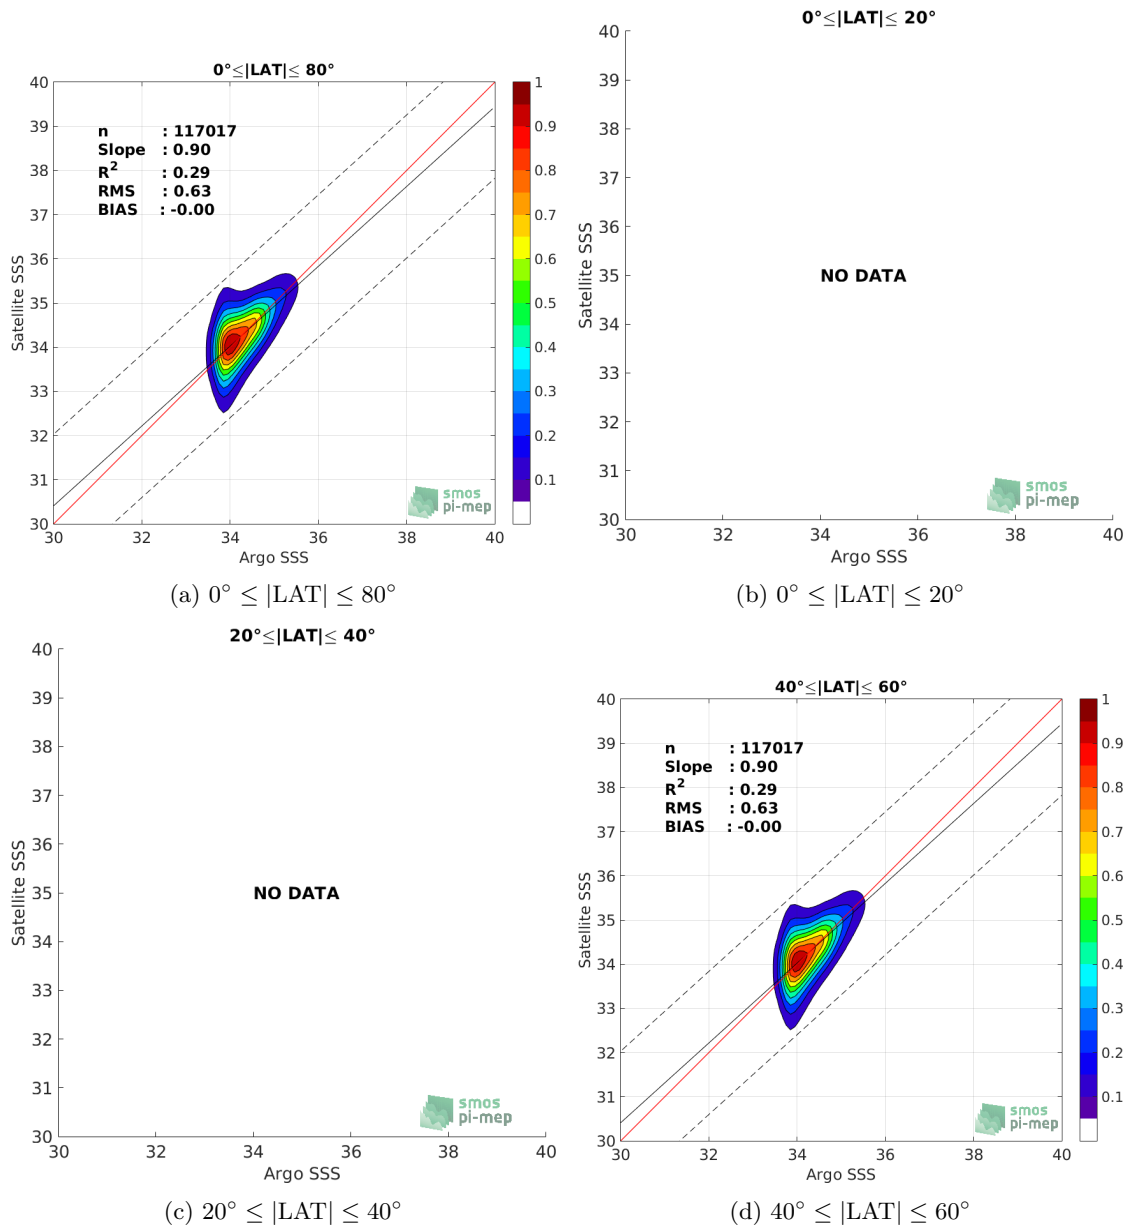 0°≤|LAT|≤ 80°
n : 117017
Slope : 0.90
R2 : 0.29
RMS : 0.63
BIAS : -0.00
40
39
38
37
36
35
34
33
32
31
30
30 32 34 36 38 40
Satellite SSS
Argo SSS
1
0.9
0.8
0.7
0.6
0.5
0.4
0.3
0.2
0.1
smos
pi-mep
(a) 0° ≤ |LAT| ≤ 80°
0°≤|LAT|≤ 20°
40
39
38
37
36
35
34
33
32
31
30
30 32 34 36 38 40
Satellite SSS
Argo SSS
NO DATA
smos
pi-mep
(b) 0° ≤ |LAT| ≤ 20°
20°≤|LAT|≤ 40°
40
39
38
37
36
35
34
33
32
31
30
30 32 34 36 38 40
Satellite SSS
Argo SSS
NO DATA
smos
pi-mep
(c) 20° ≤ |LAT| ≤ 40°
40°≤|LAT|≤ 60°
n : 117017
Slope : 0.90
R2 : 0.29
RMS : 0.63
BIAS : -0.00
40
39
38
37
36
35
34
33
32
31
30
30 32 34 36 38 40
Satellite SSS
Argo SSS
1
0.9
0.8
0.7
0.6
0.5
0.4
0.3
0.2
0.1
smos
pi-mep
(d) 40° ≤ |LAT| ≤ 60°